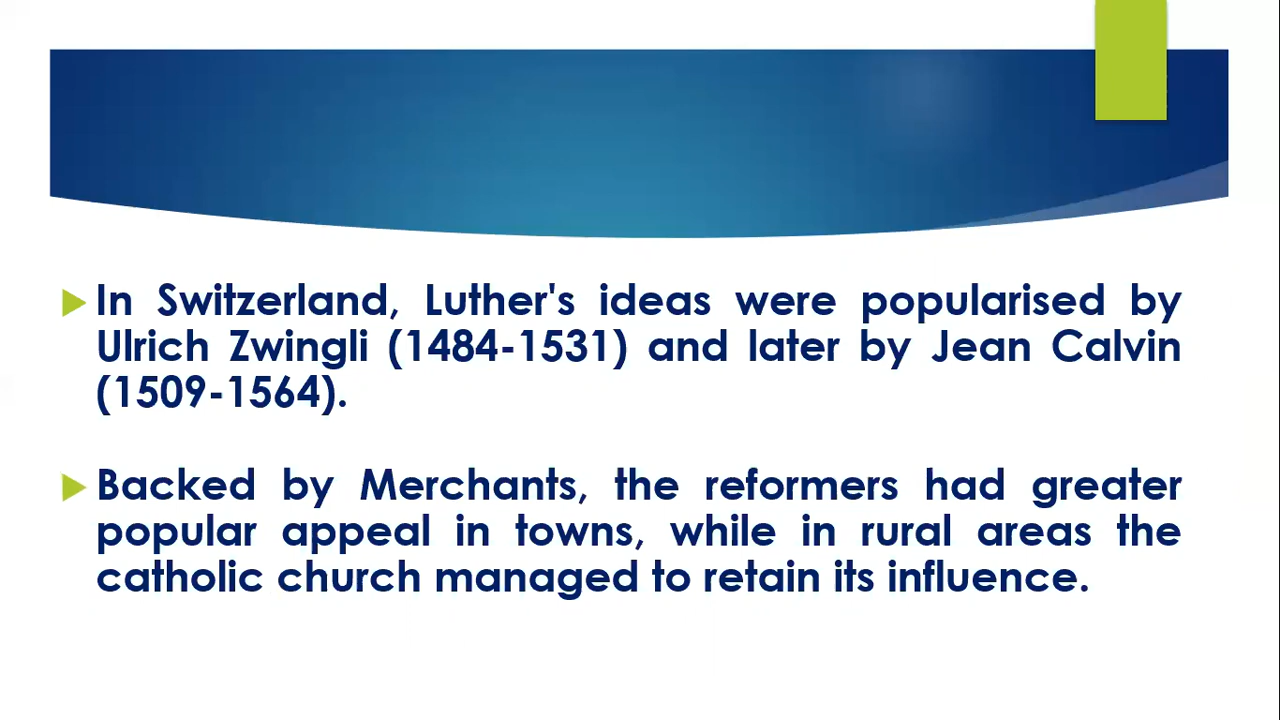 In Switzerland, Luther's ideas were popularised by
Ulrich Zwingli (1484-1531) and later by Jean Calvin
(1509-1564).
Backed by Merchants, the reformers had greater
popular appeal in towns, while in rural areas the
catholic church managed to retain its influence.